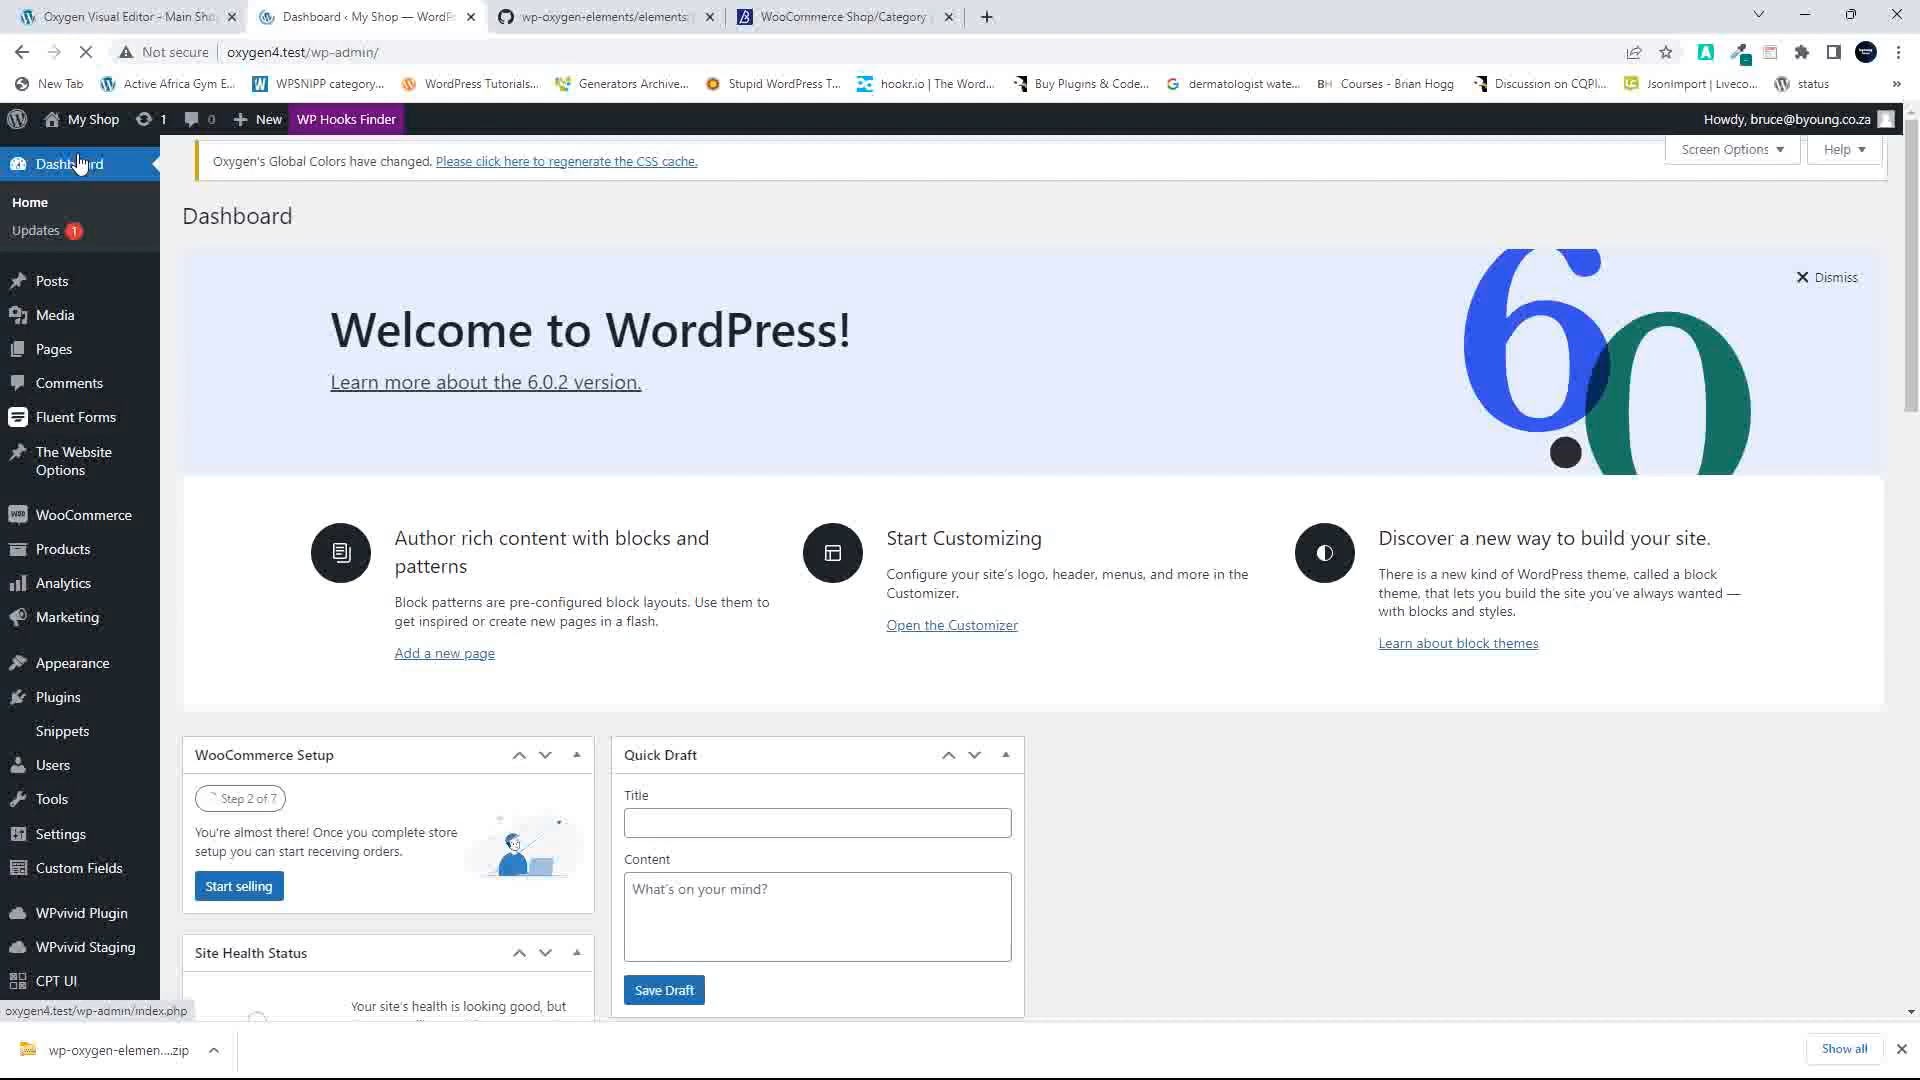 Oxygen Visual Editor - Main Sho
Dashboard ‹ My Shop — WordP
wp-oxygen-elements/elements
WooCommerce Shop/Category
Not secure
oxygen4.test/wp-admin/
New Tab
Active Africa Gym E...
WPSNIPP category...
WordPress Tutorials...
Generators Archive...
Stupid WordPress T...
hookr.io | The Word...
Buy Plugins & Code...
dermatologist wate...
BH Courses - Brian Hogg
Discussion on CQPI...
JsonImport | Liveco...
status
»
My Shop
1
0
New
WP Hooks Finder
Howdy, bruce@byoung.co.za
Dashboard
Oxygen's Global Colors have changed. Please click here to regenerate the CSS cache.
Screen Options
Help
Home
Updates 1
Dashboard
Posts
Media
Pages
Comments
Fluent Forms
The Website
Options
WooCommerce
Products
Analytics
Marketing
Appearance
Plugins
Snippets
Users
Tools
Settings
Custom Fields
WPvivid Plugin
WPvivid Staging
CPT UI
Dismiss
60
Welcome to WordPress!
Learn more about the 6.0.2 version.
Author rich content with blocks and
patterns
Block patterns are pre-configured block layouts. Use them to
get inspired or create new pages in a flash.
Add a new page
Start Customizing
Configure your site's logo, header, menus, and more in the
Customizer.
Open the Customizer
Discover a new way to build your site.
There is a new kind of WordPress theme, called a block
theme, that lets you build the site you've always wanted —
with blocks and styles.
Learn about block themes
WooCommerce Setup
Step 2 of 7
You're almost there! Once you complete store
setup you can start receiving orders.
Start selling
Quick Draft
Title
Content
What's on your mind?
Save Draft
Site Health Status
Your site's health is looking good, but
oxygen4.test/wp-admin/index.php
wp-oxygen-elemen....zip
Show all